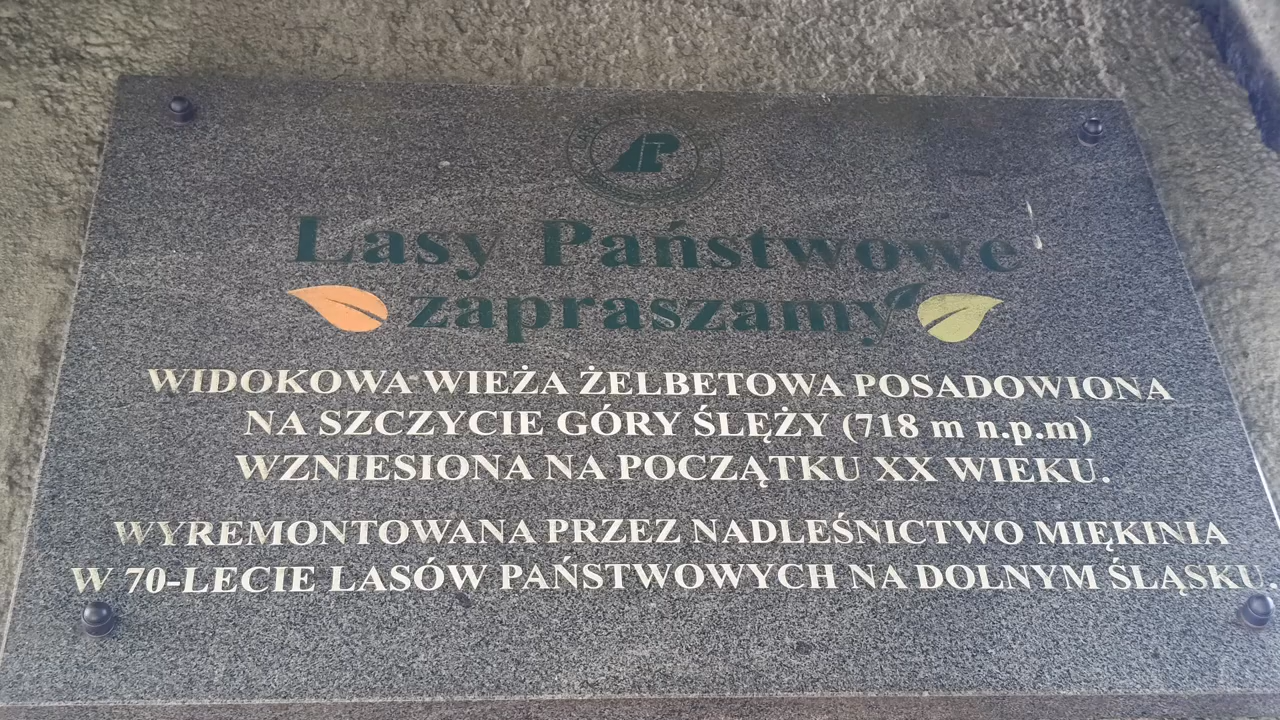 Lasy Państwowe
zapraszamy
WIDOKOWA WIEŻA ŻELBETOWA POSADOWIONA
NA SZCZYCIE GÓRY ŚLĘŻY (718 m n.p.m)
WZNIESIONA NA POCZĄTKU XX WIEKU.
WYREMONTOWANA PRZEZ NADLEŚNICTWO MIĘKINIA
W 70-LECIE LASÓW PAŃSTWOWYCH NA DOLNYM ŚLĄSKU.